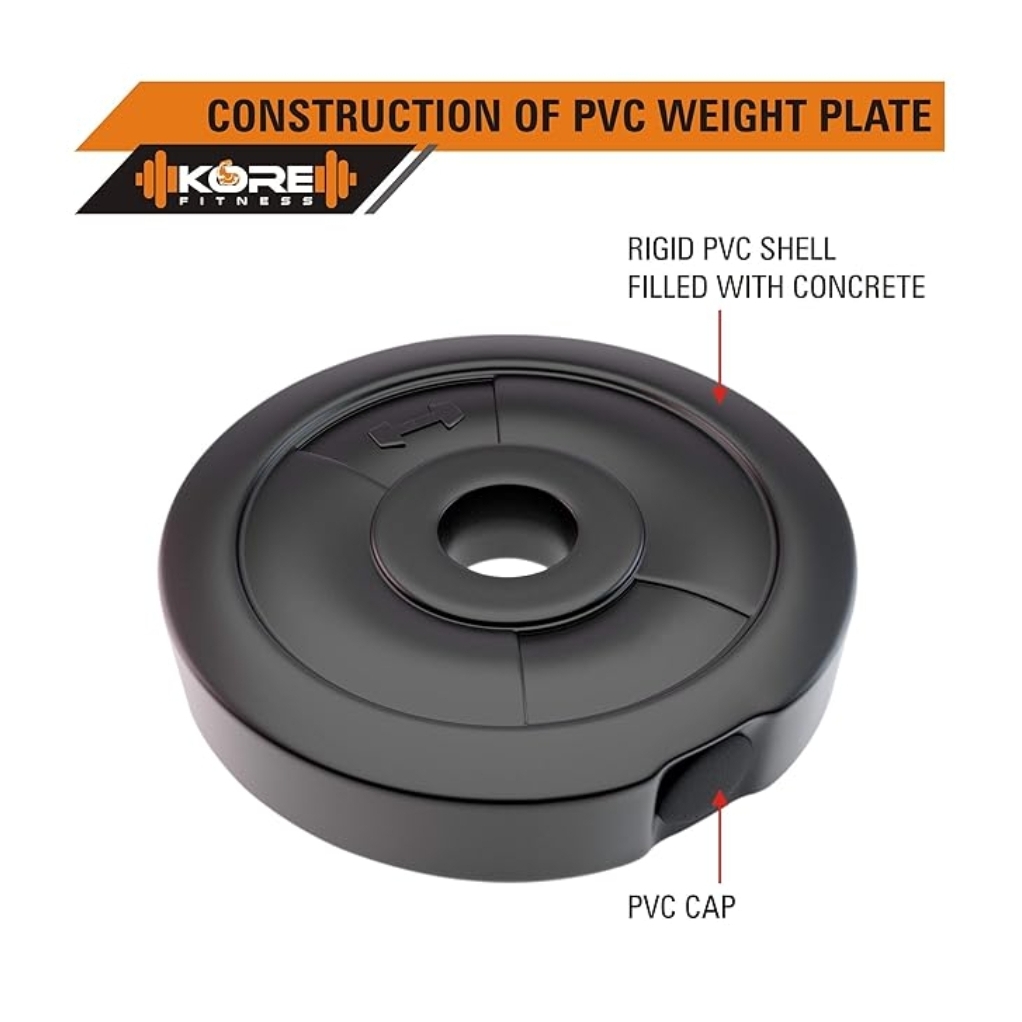 CONSTRUCTION OF PVC WEIGHT PLATE
KORE
FITNESS
RIGID PVC SHELL
FILLED WITH CONCRETE
PVC CAP